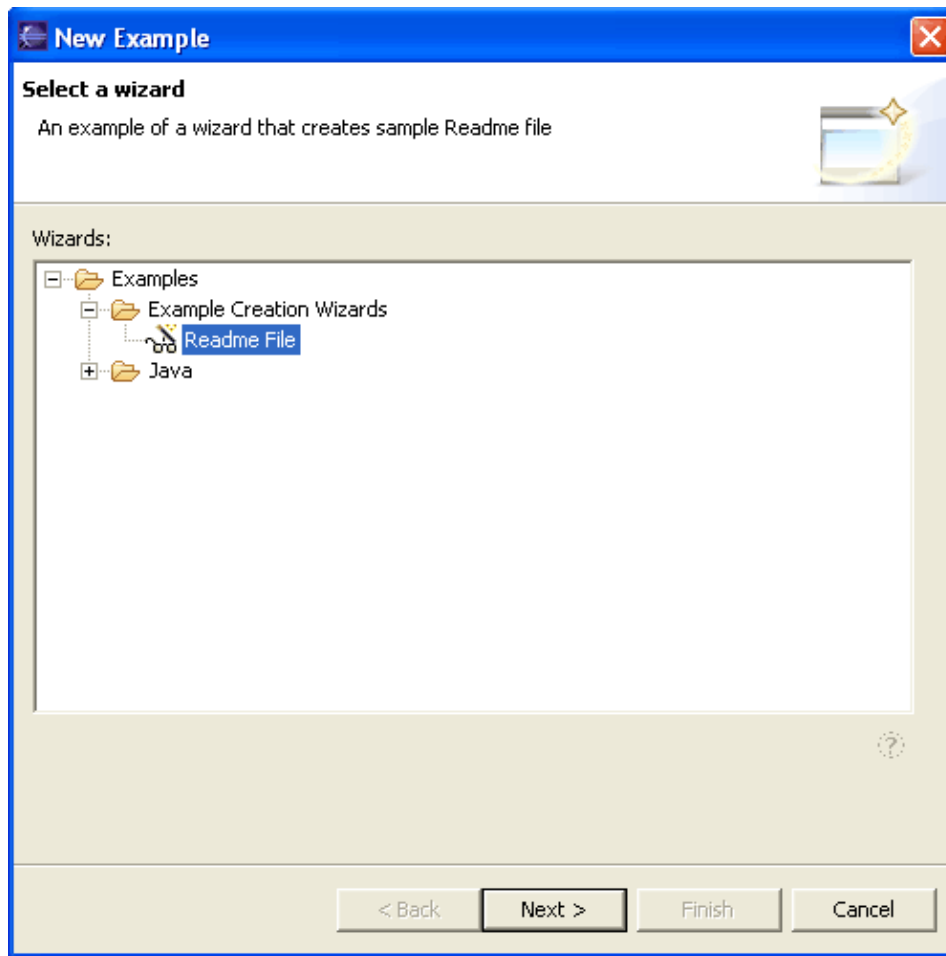 New Example
Select a wizard
An example of a wizard that creates sample Readme file
Wizards:
Examples
Example Creation Wizards
Readme File
Java
< Back Next > Finish Cancel